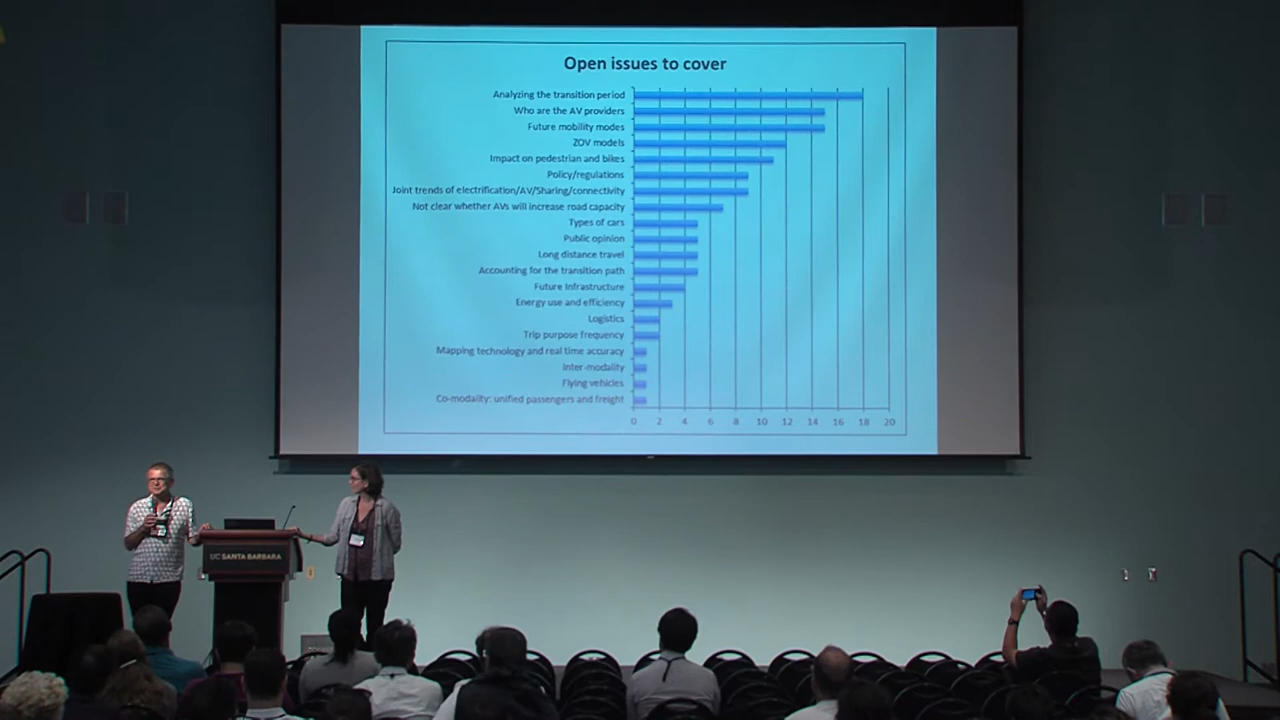 Open issues to cover
Analyzing the transition period
Who are the AV providers
Future mobility modes
ZOV models
Impact on pedestrian and bikes
Policy/regulations
Joint trends of electrification/AV/Sharing/connectivity
Not clear whether AVs will increase road capacity
Types of cars
Public opinion
Long distance travel
Accounting for the transition path
Future Infrastructure
Energy use and efficiency
Logistics
Trip purpose frequency
Mapping technology and real time accuracy
Inter-modality
Flying vehicles
Co-modality: unified passengers and freight
0 2 4 6 8 10 12 14 16 18 20
UC SANTA BARBARA